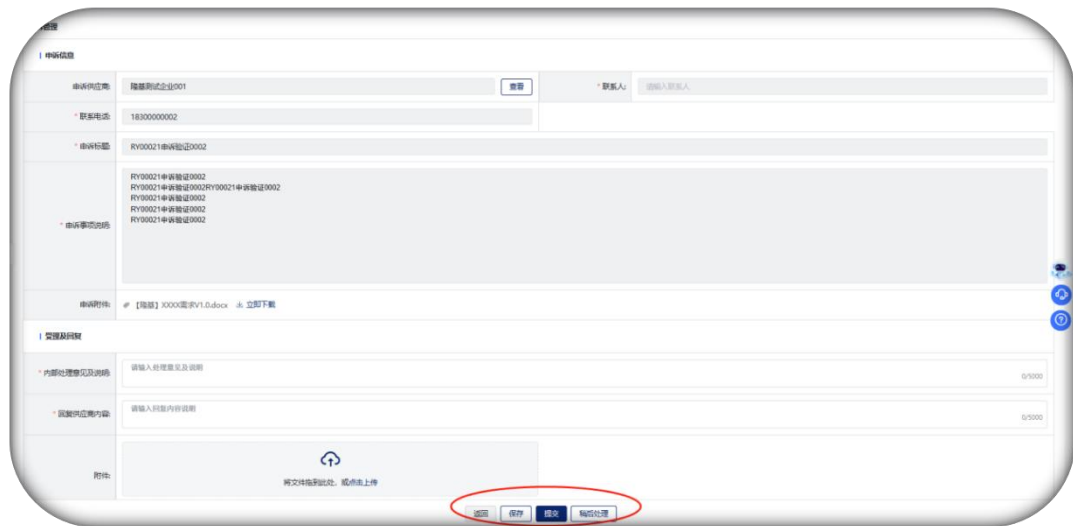 管理
申诉信息
申诉供应商: 隆基测试企业001 查看 * 联系人: 请输入联系人
* 联系电话: 18300000002
* 申诉标题: RY00021申诉验证0002
RY00021申诉验证0002
RY00021申诉验证0002RY00021申诉验证0002
RY00021申诉验证0002
RY00021申诉验证0002
RY00021申诉验证0002
* 申诉事项说明:
申诉附件: 【隆基】XXXX需求V1.0.docx 立即下载
受理及回复
* 内部处理意见及说明: 请输入处理意见及说明 0/5000
* 回复供应商内容: 请输入回复内容说明 0/5000
附件: 将文件拖到此处，或点击上传
返回 保存 提交 稍后处理